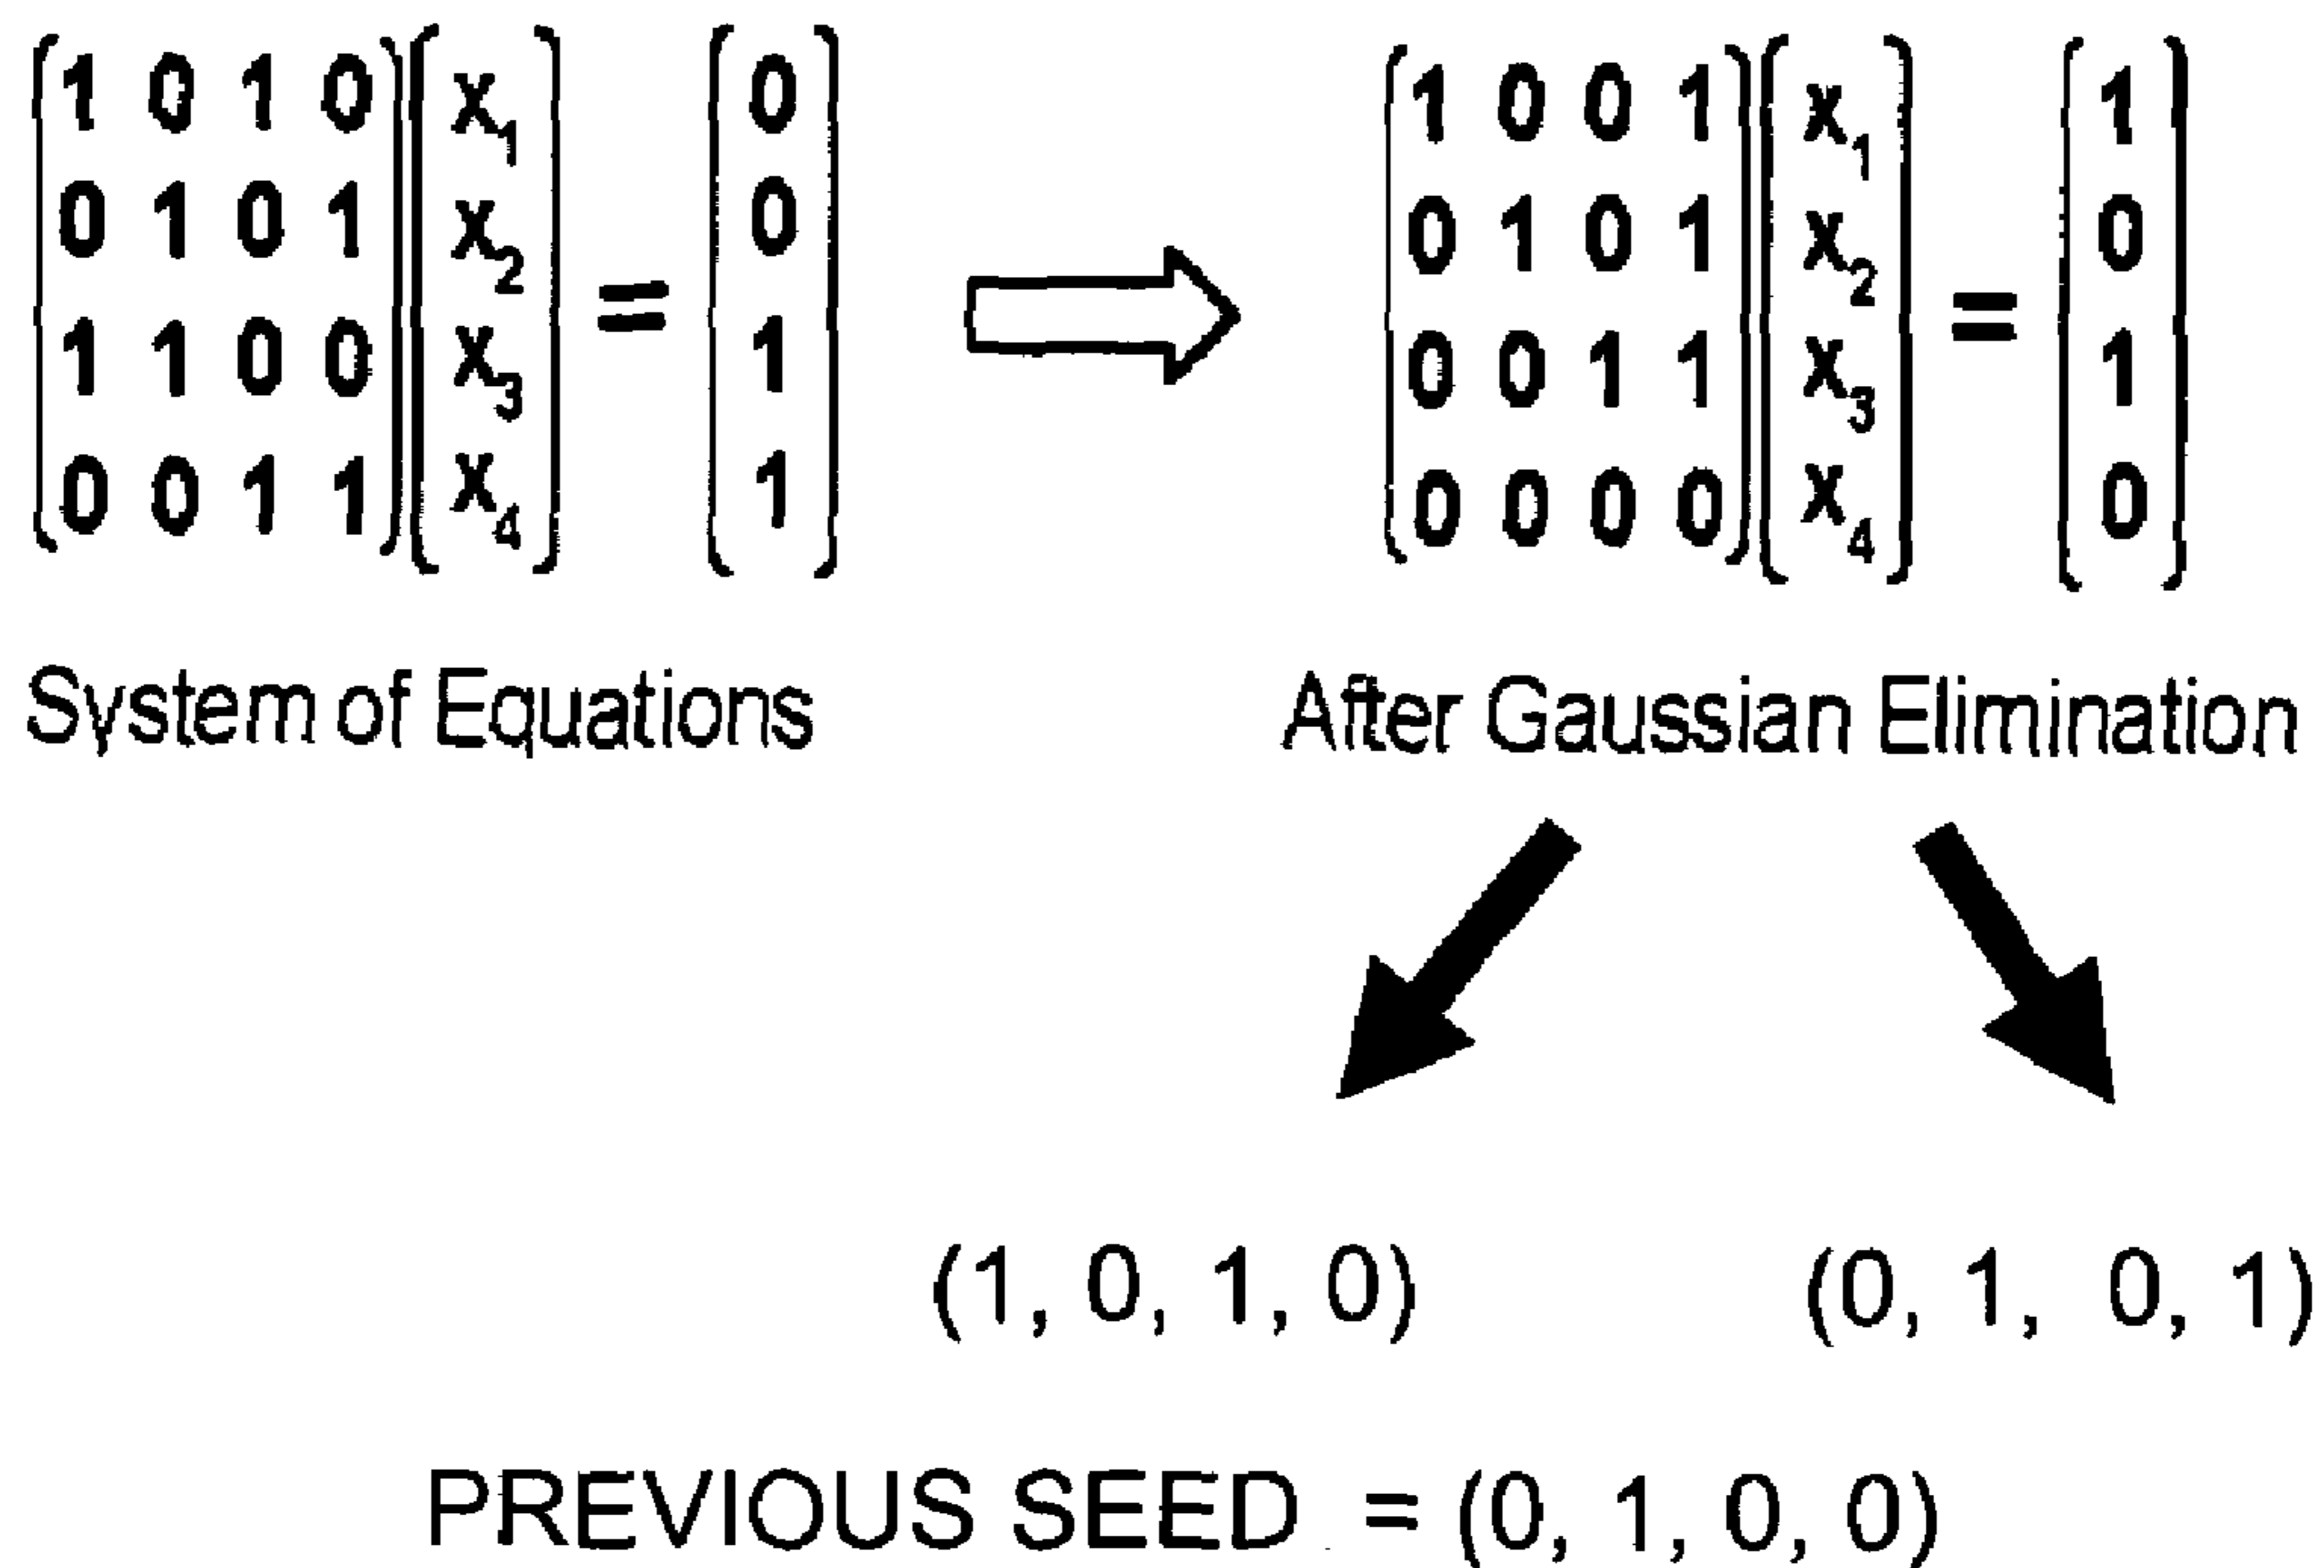 1 0 1 0 x1 0 1 0 0 1 x1 1
0 1 0 1 x2 = 0 0 1 0 1 x2 = 0
1 1 0 0 x3 1 0 0 1 1 x3 1
0 0 1 1 x4 1 0 0 0 0 x4 0
System of Equations After Gaussian Elimination
(1, 0, 1, 0) (0, 1, 0, 1)
PREVIOUS SEED = (0, 1, 0, 0)